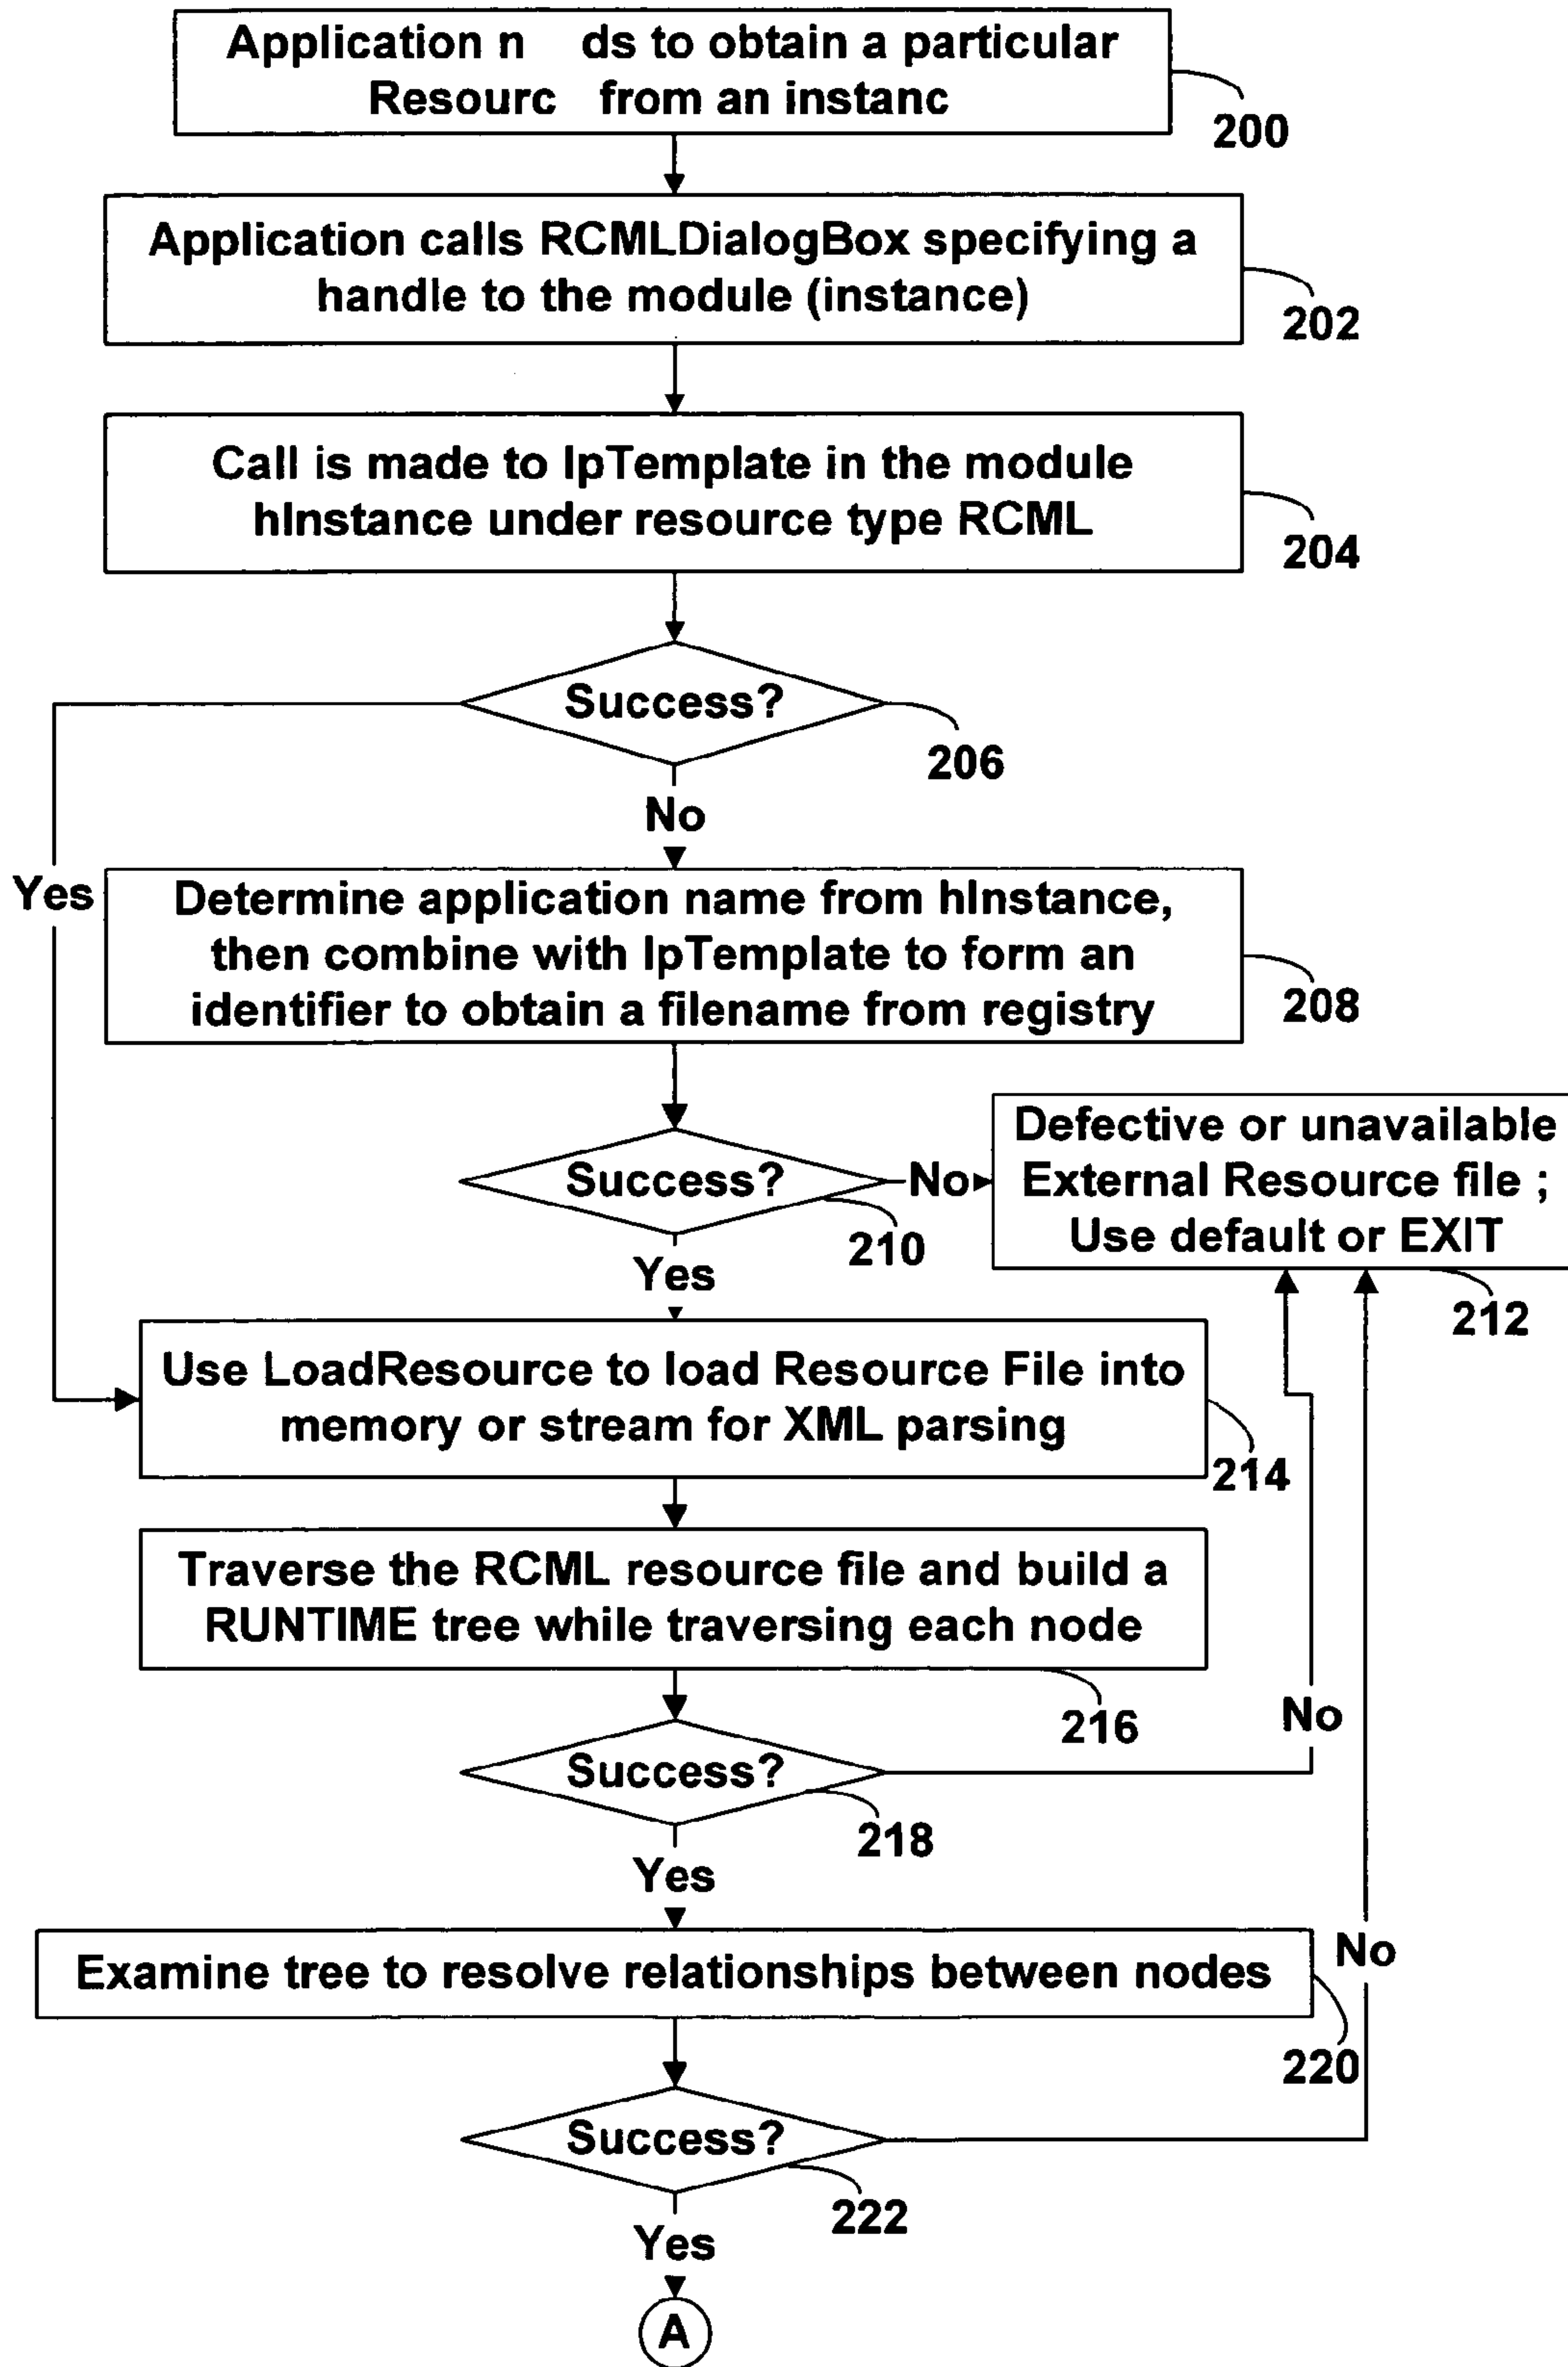 Application n ds to obtain a particular
Resourc from an instanc
200
Application calls RCMLDialogBox specifying a
handle to the module (instance)
202
Call is made to lpTemplate in the module
hInstance under resource type RCML
204
Success?
206
No
Yes
Determine application name from hInstance,
then combine with lpTemplate to form an
identifier to obtain a filename from registry
208
Success?
210
No
Defective or unavailable
External Resource file ;
Use default or EXIT
212
Yes
Use LoadResource to load Resource File into
memory or stream for XML parsing
214
Traverse the RCML resource file and build a
RUNTIME tree while traversing each node
216
No
Success?
218
Yes
Examine tree to resolve relationships between nodes
No
220
Success?
222
Yes
A